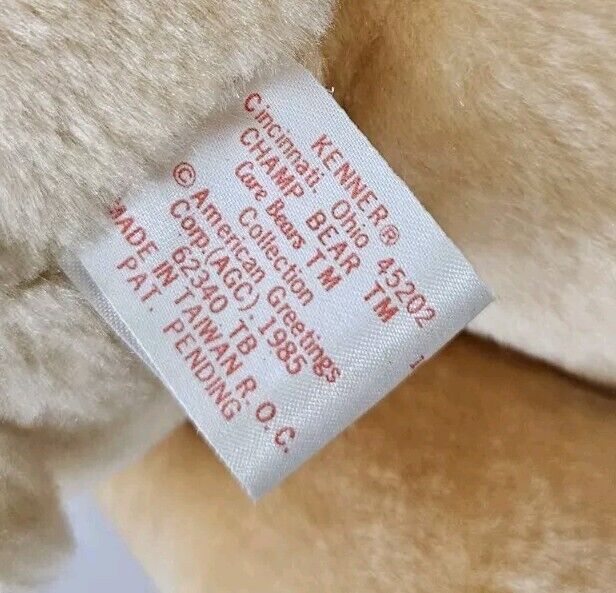 KENNER®
Cincinnati, Ohio 45202
CHAMP BEAR TM
Care Bears TM
Collection
© American Greetings
Corp.(AGC), 1985
62340 TB
MADE IN TAIWAN R.O.C.
PAT. PENDING